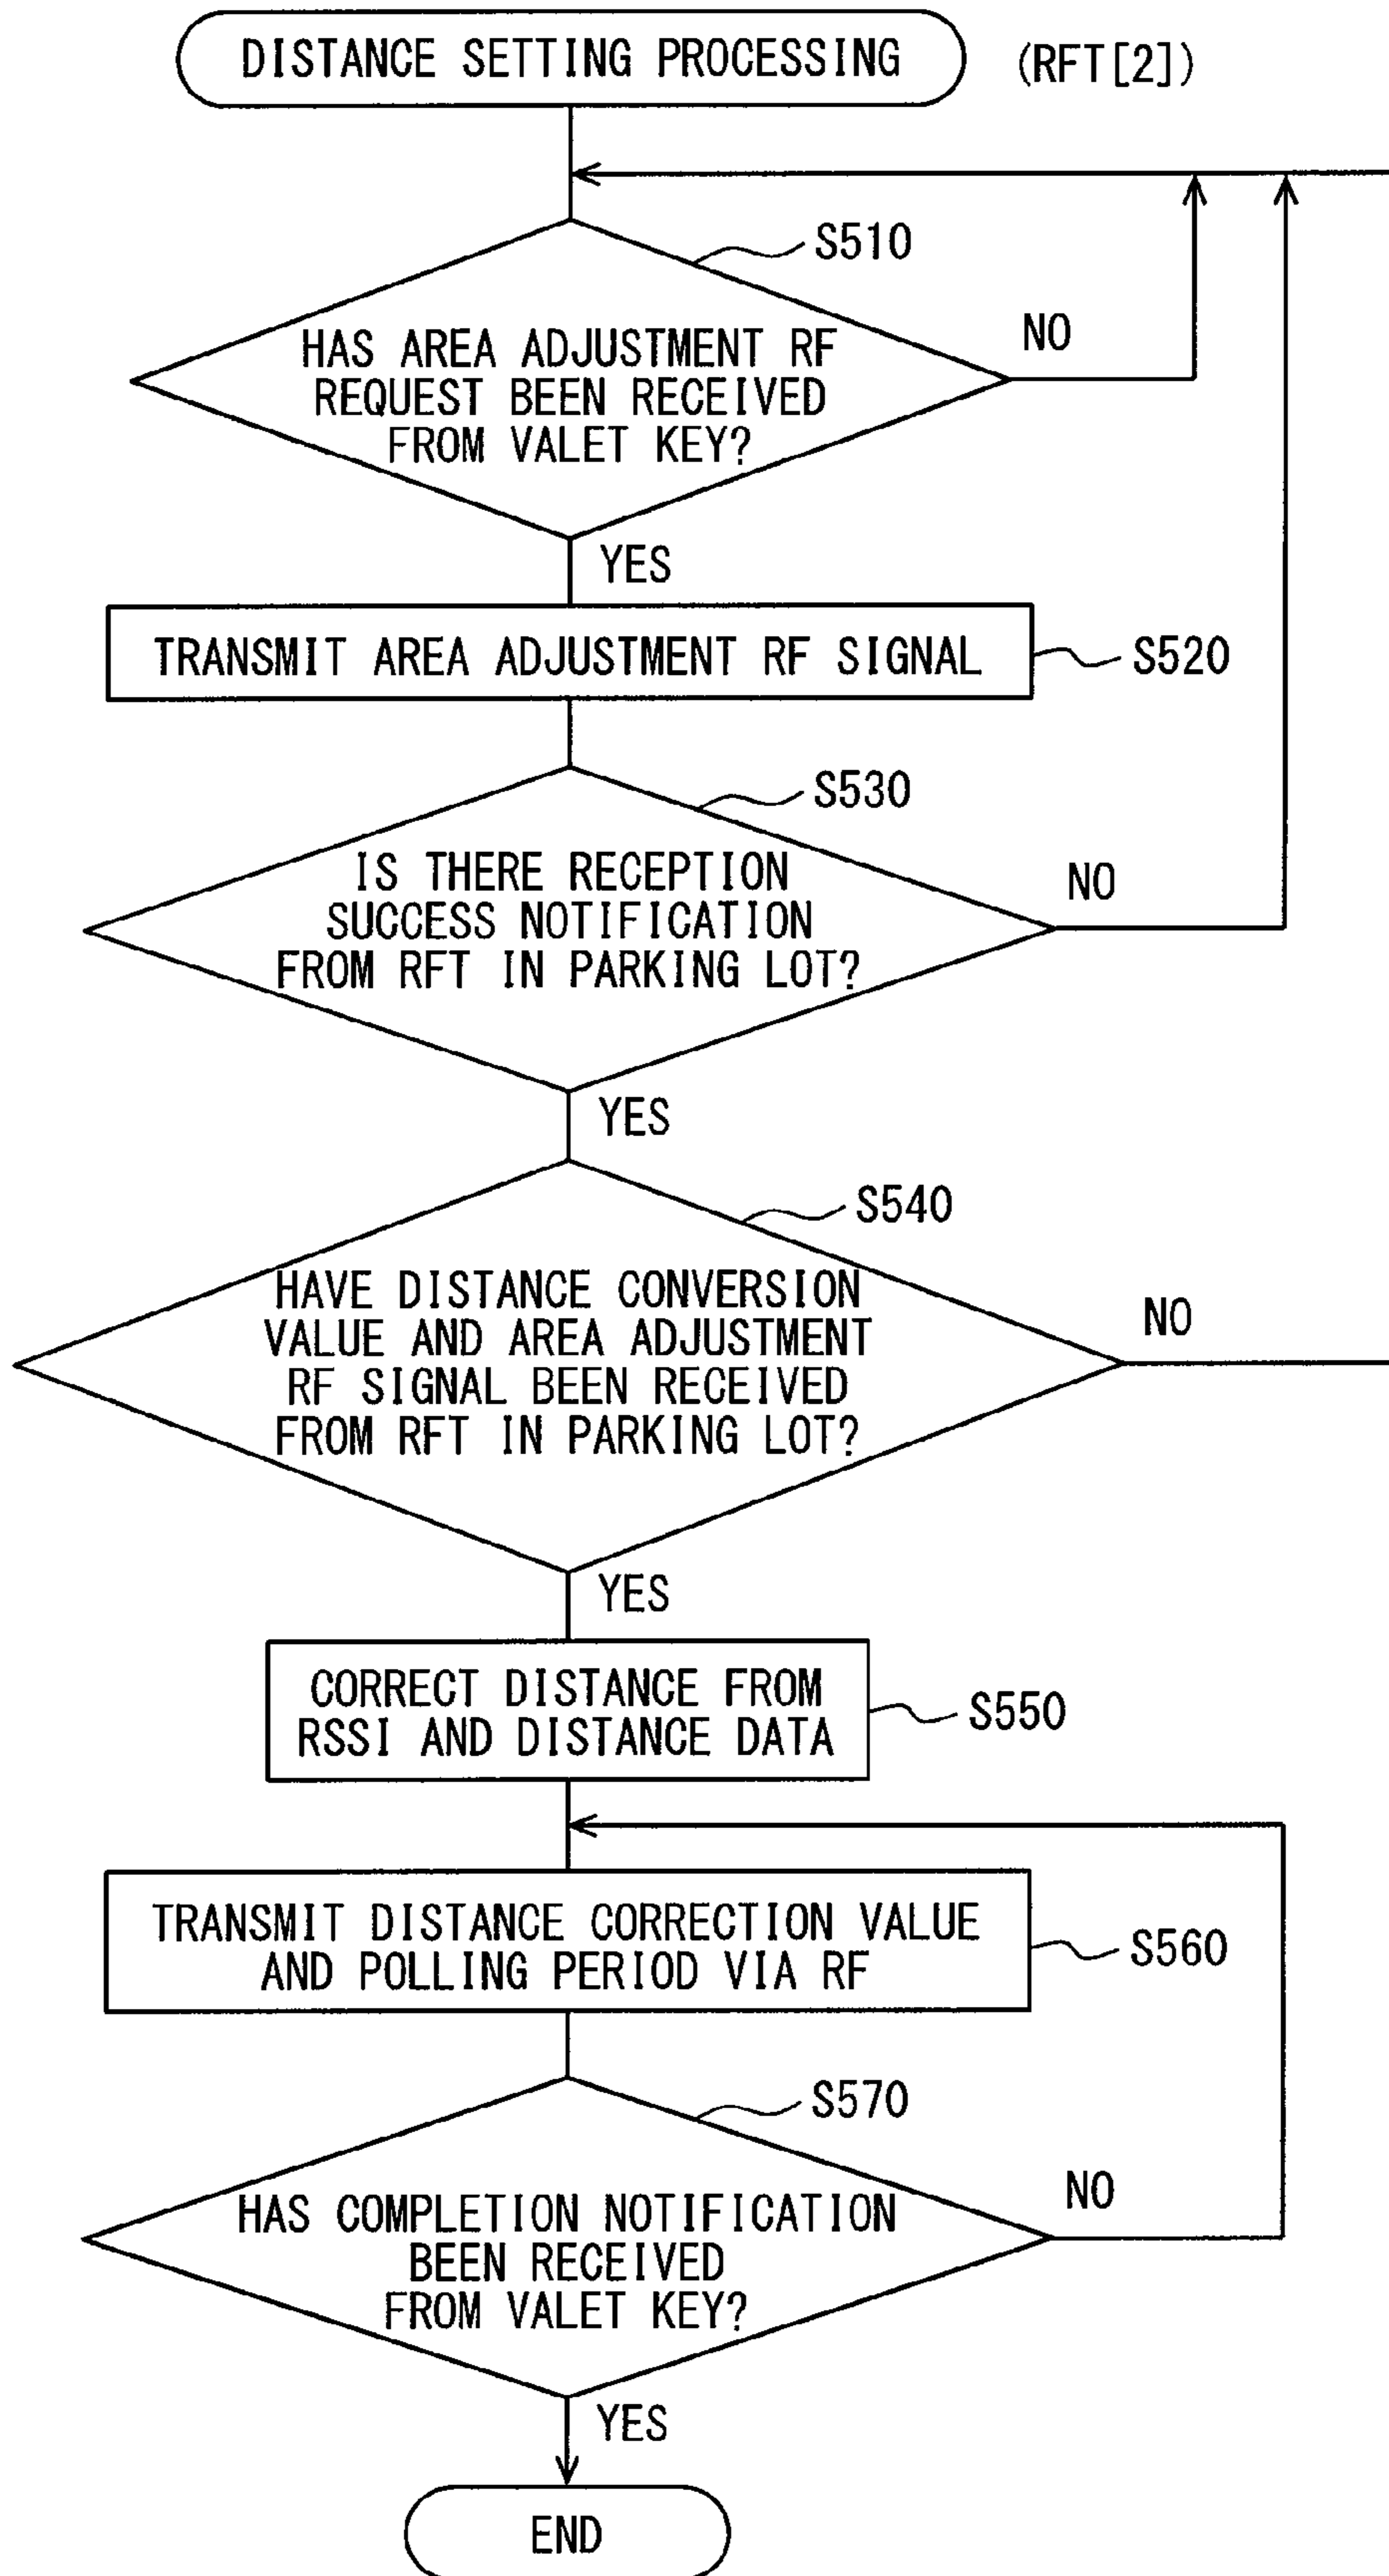 DISTANCE SETTING PROCESSING (RFT[2])
S510
HAS AREA ADJUSTMENT RF
REQUEST BEEN RECEIVED
FROM VALET KEY?
NO
YES
TRANSMIT AREA ADJUSTMENT RF SIGNAL
S520
S530
IS THERE RECEPTION
SUCCESS NOTIFICATION
FROM RFT IN PARKING LOT?
NO
YES
S540
HAVE DISTANCE CONVERSION
VALUE AND AREA ADJUSTMENT
RF SIGNAL BEEN RECEIVED
FROM RFT IN PARKING LOT?
NO
YES
CORRECT DISTANCE FROM
RSSI AND DISTANCE DATA
S550
TRANSMIT DISTANCE CORRECTION VALUE
AND POLLING PERIOD VIA RF
S560
S570
HAS COMPLETION NOTIFICATION
BEEN RECEIVED
FROM VALET KEY?
NO
YES
END